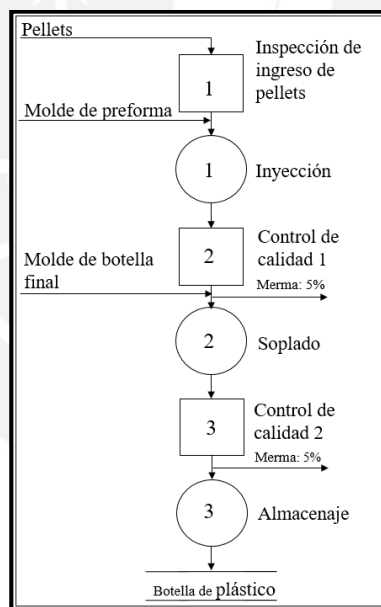 Pellets
Inspección de
ingreso de
pellets
1
Molde de preforma
1
Inyección
Control de
calidad 1
2
Molde de botella
final
Merma: 5%
2
Soplado
Control de
calidad 2
3
Merma: 5%
3
Almacenaje
Botella de plástico